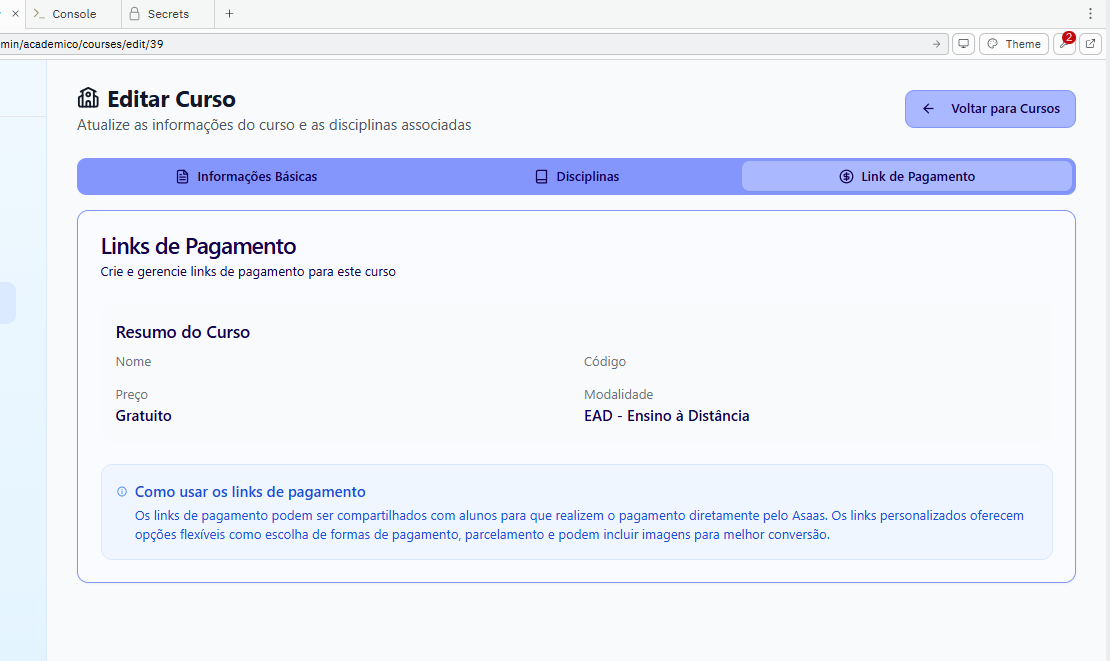 Console
Secrets
min/academico/courses/edit/39
Theme
2
Editar Curso
Atualize as informações do curso e as disciplinas associadas
Voltar para Cursos
Informações Básicas
Disciplinas
Link de Pagamento
Links de Pagamento
Crie e gerencie links de pagamento para este curso
Resumo do Curso
Nome
Código
Preço
Modalidade
Gratuito
EAD - Ensino à Distância
Como usar os links de pagamento
Os links de pagamento podem ser compartilhados com alunos para que realizem o pagamento diretamente pelo Asaas. Os links personalizados oferecem
opções flexíveis como escolha de formas de pagamento, parcelamento e podem incluir imagens para melhor conversão.